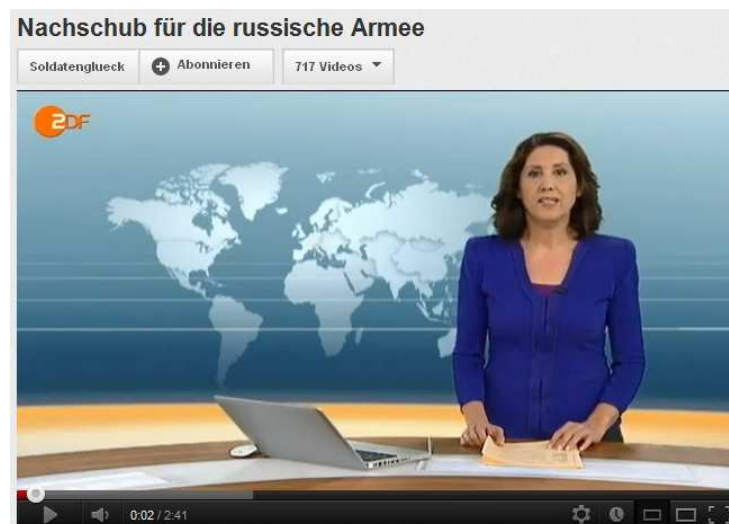 Nachschub für die russische Armee
Soldatenglueck Abonnieren 717 Videos
ZDF
0:02 / 2:41